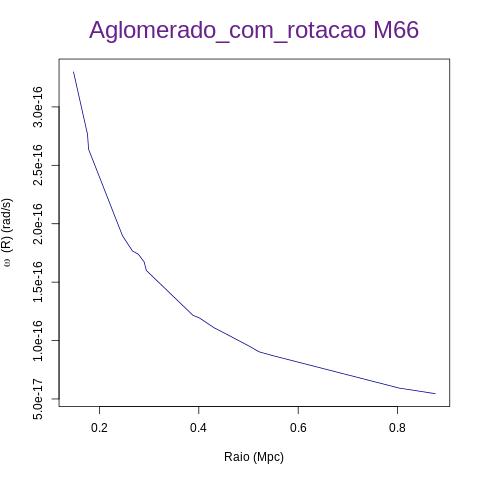 Aglomerado_com_rotacao M66
ω (R) (rad/s)
3.0e-16
2.5e-16
2.0e-16
1.5e-16
1.0e-16
5.0e-17
0.2 0.4 0.6 0.8
Raio (Mpc)